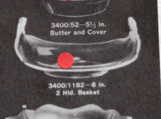 3400/52—5½ in.
Butter and Cover
3400/1182—6 in.
2 Hld. Basket